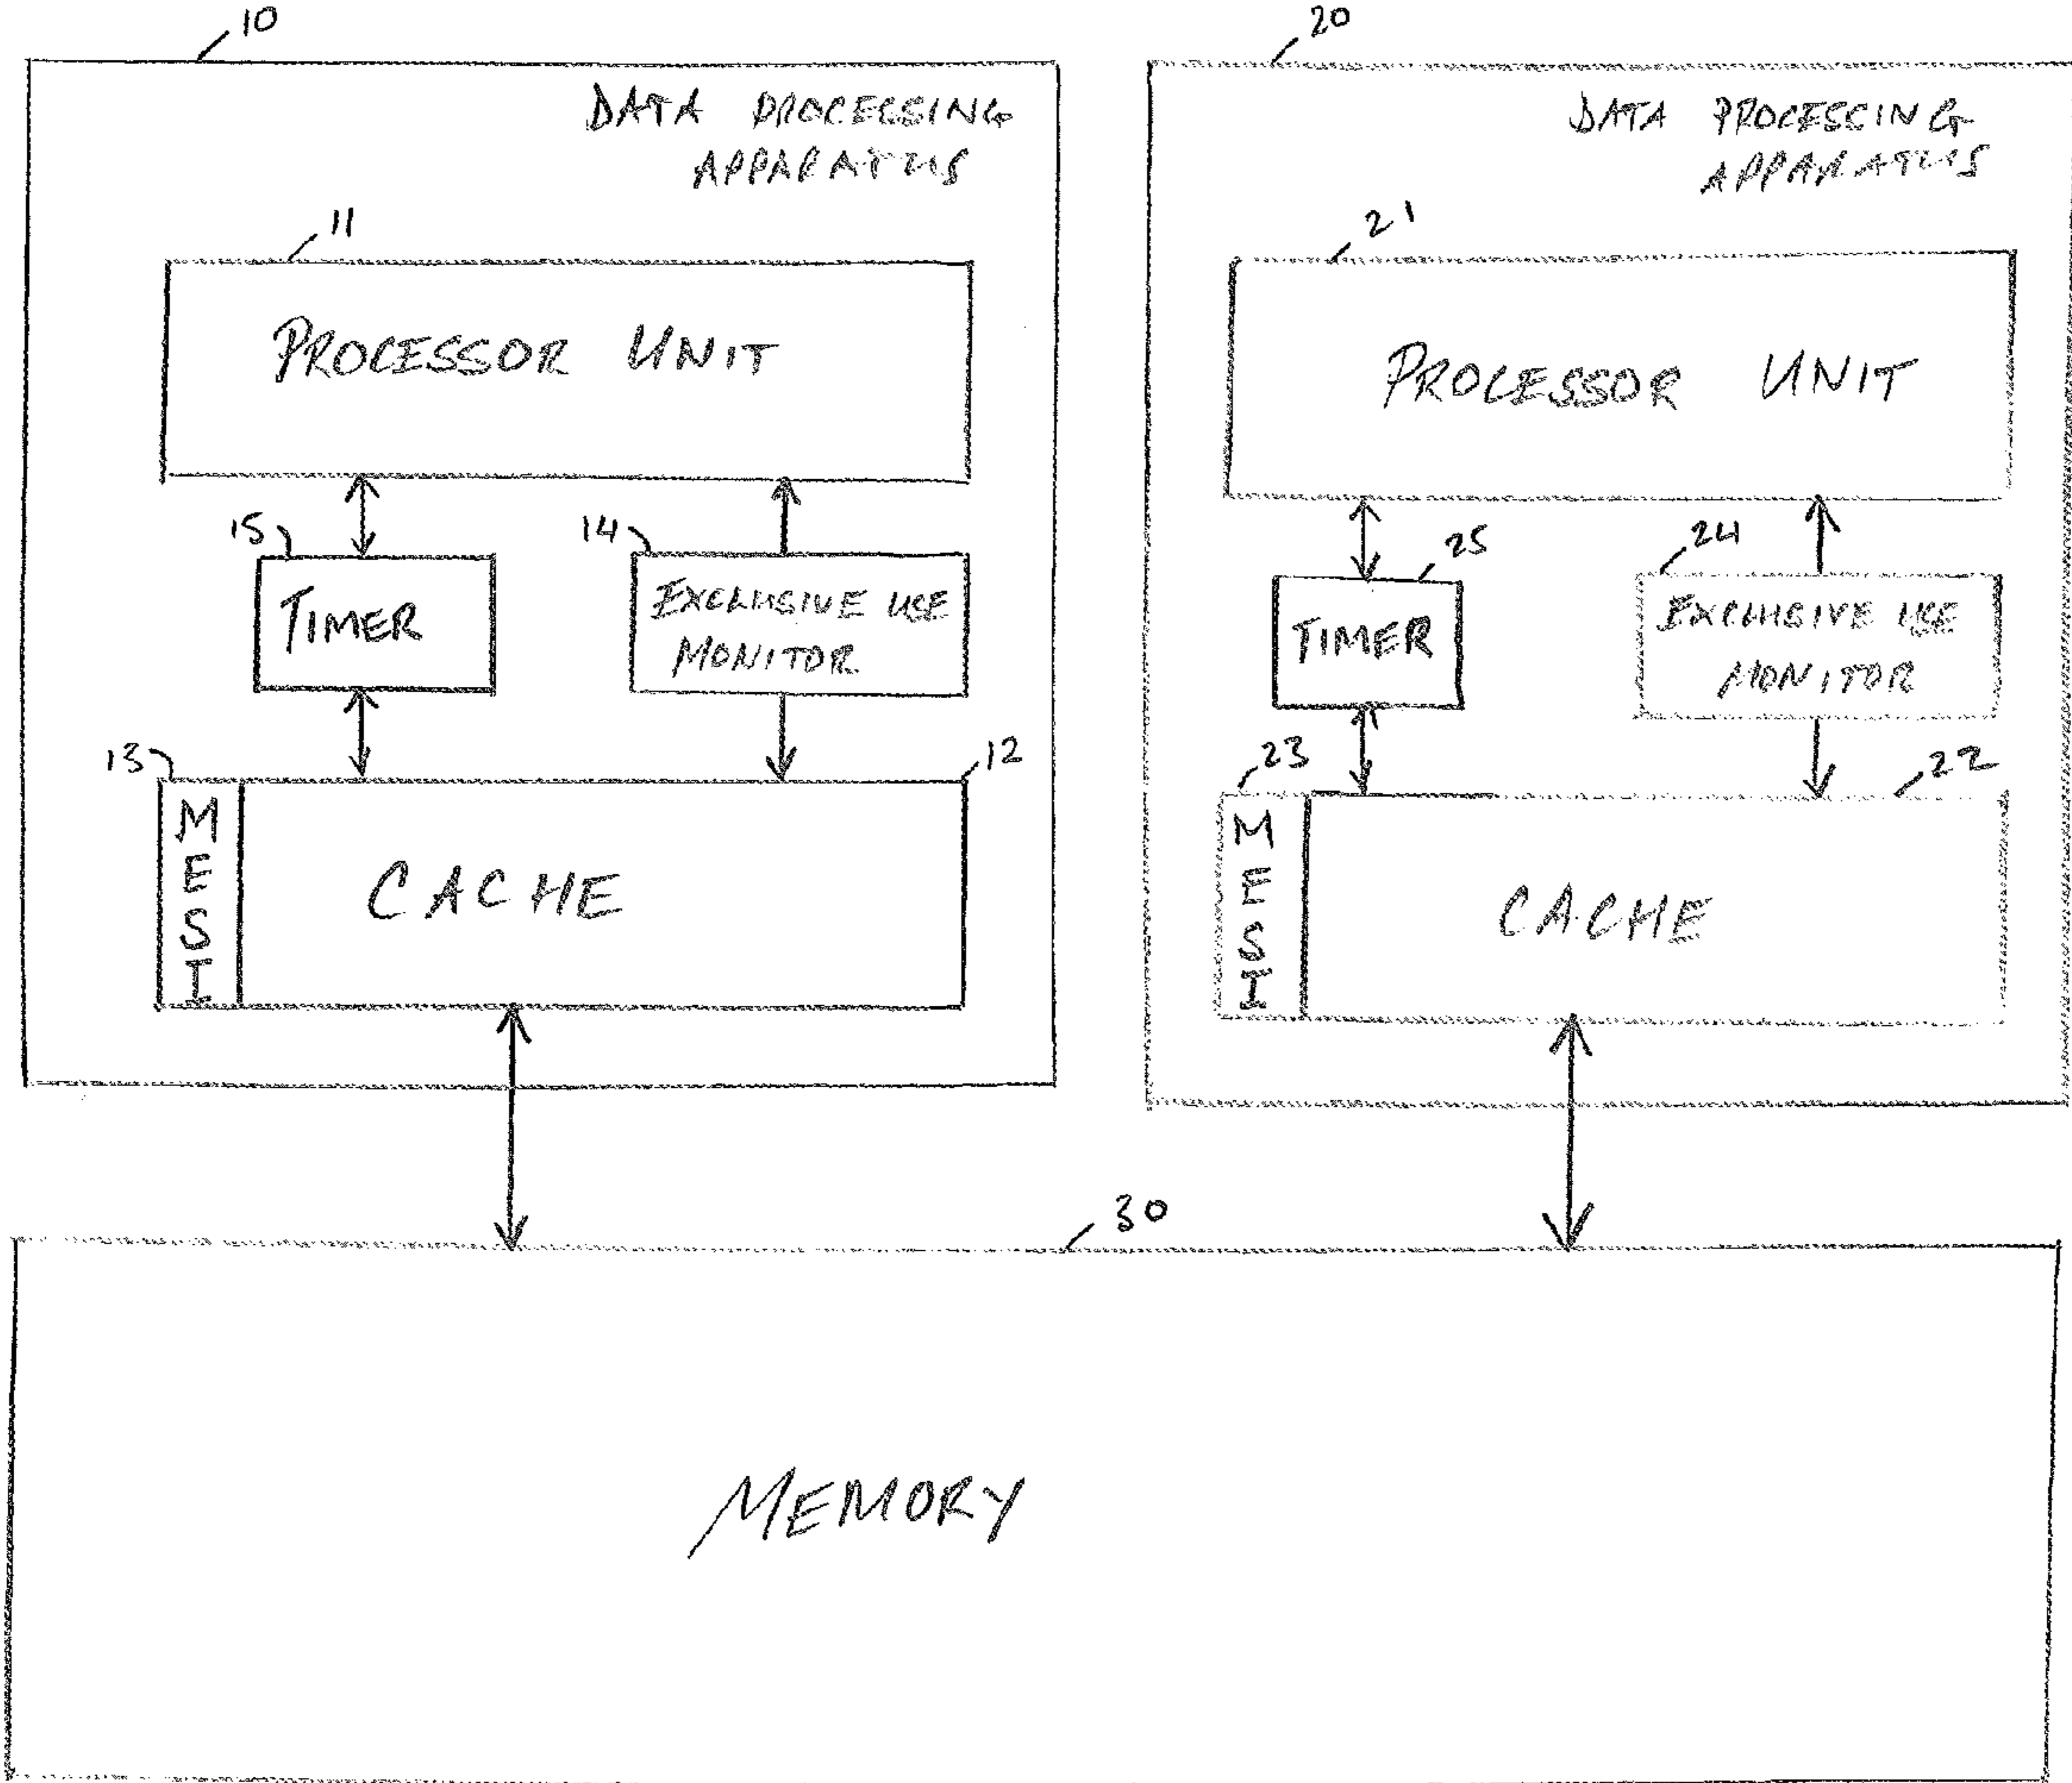 10
DATA PROCESSING
APPARATUS
11
PROCESSOR UNIT
15
TIMER
14
EXCLUSIVE USE
MONITOR
13
M
E
S
I
12
CACHE
20
DATA PROCESSING
APPARATUS
21
PROCESSOR UNIT
25
TIMER
24
EXCLUSIVE USE
MONITOR
23
M
E
S
I
22
CACHE
30
MEMORY